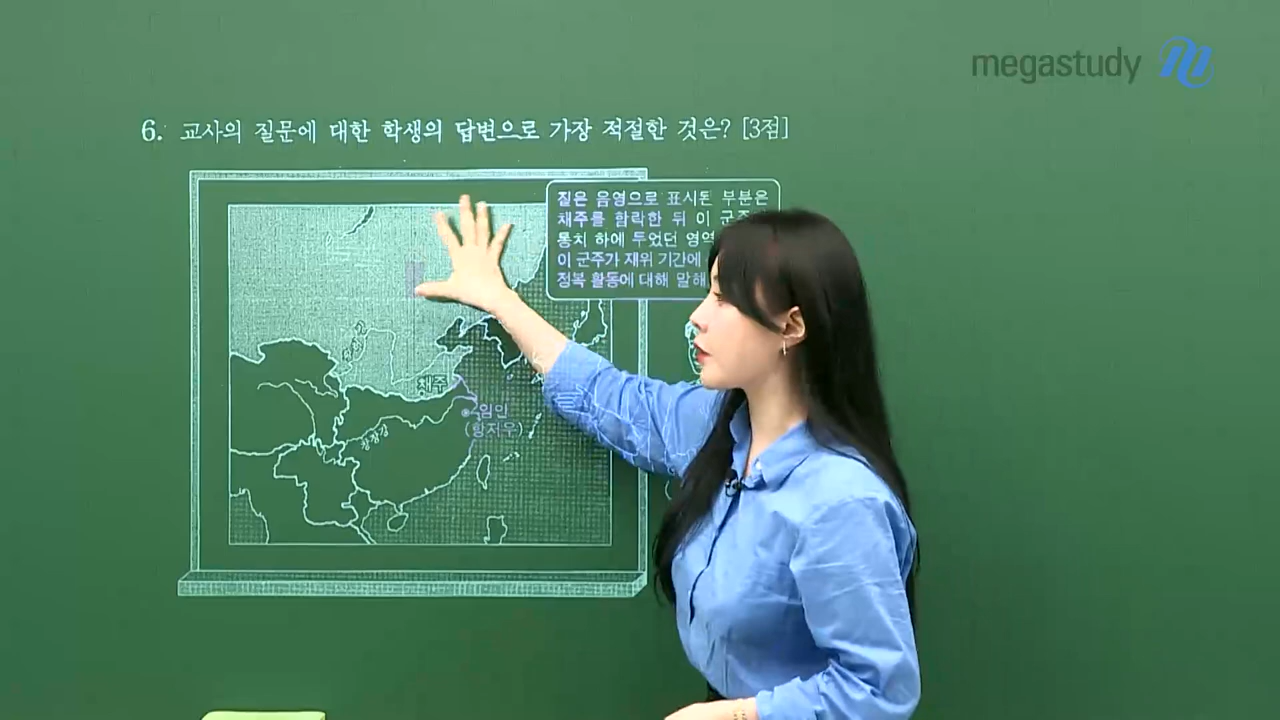 megastudy
6. 교사의 질문에 대한 학생의 답변으로 가장 적절한 것은? [3점]
짙은 음영으로 표시된 부분은
채주를 함락한 뒤 이 군주
통치 하에 두었던 영역
이 군주가 재위 기간에
정복 활동에 대해 말해
채주
임안
(항저우)
창장강